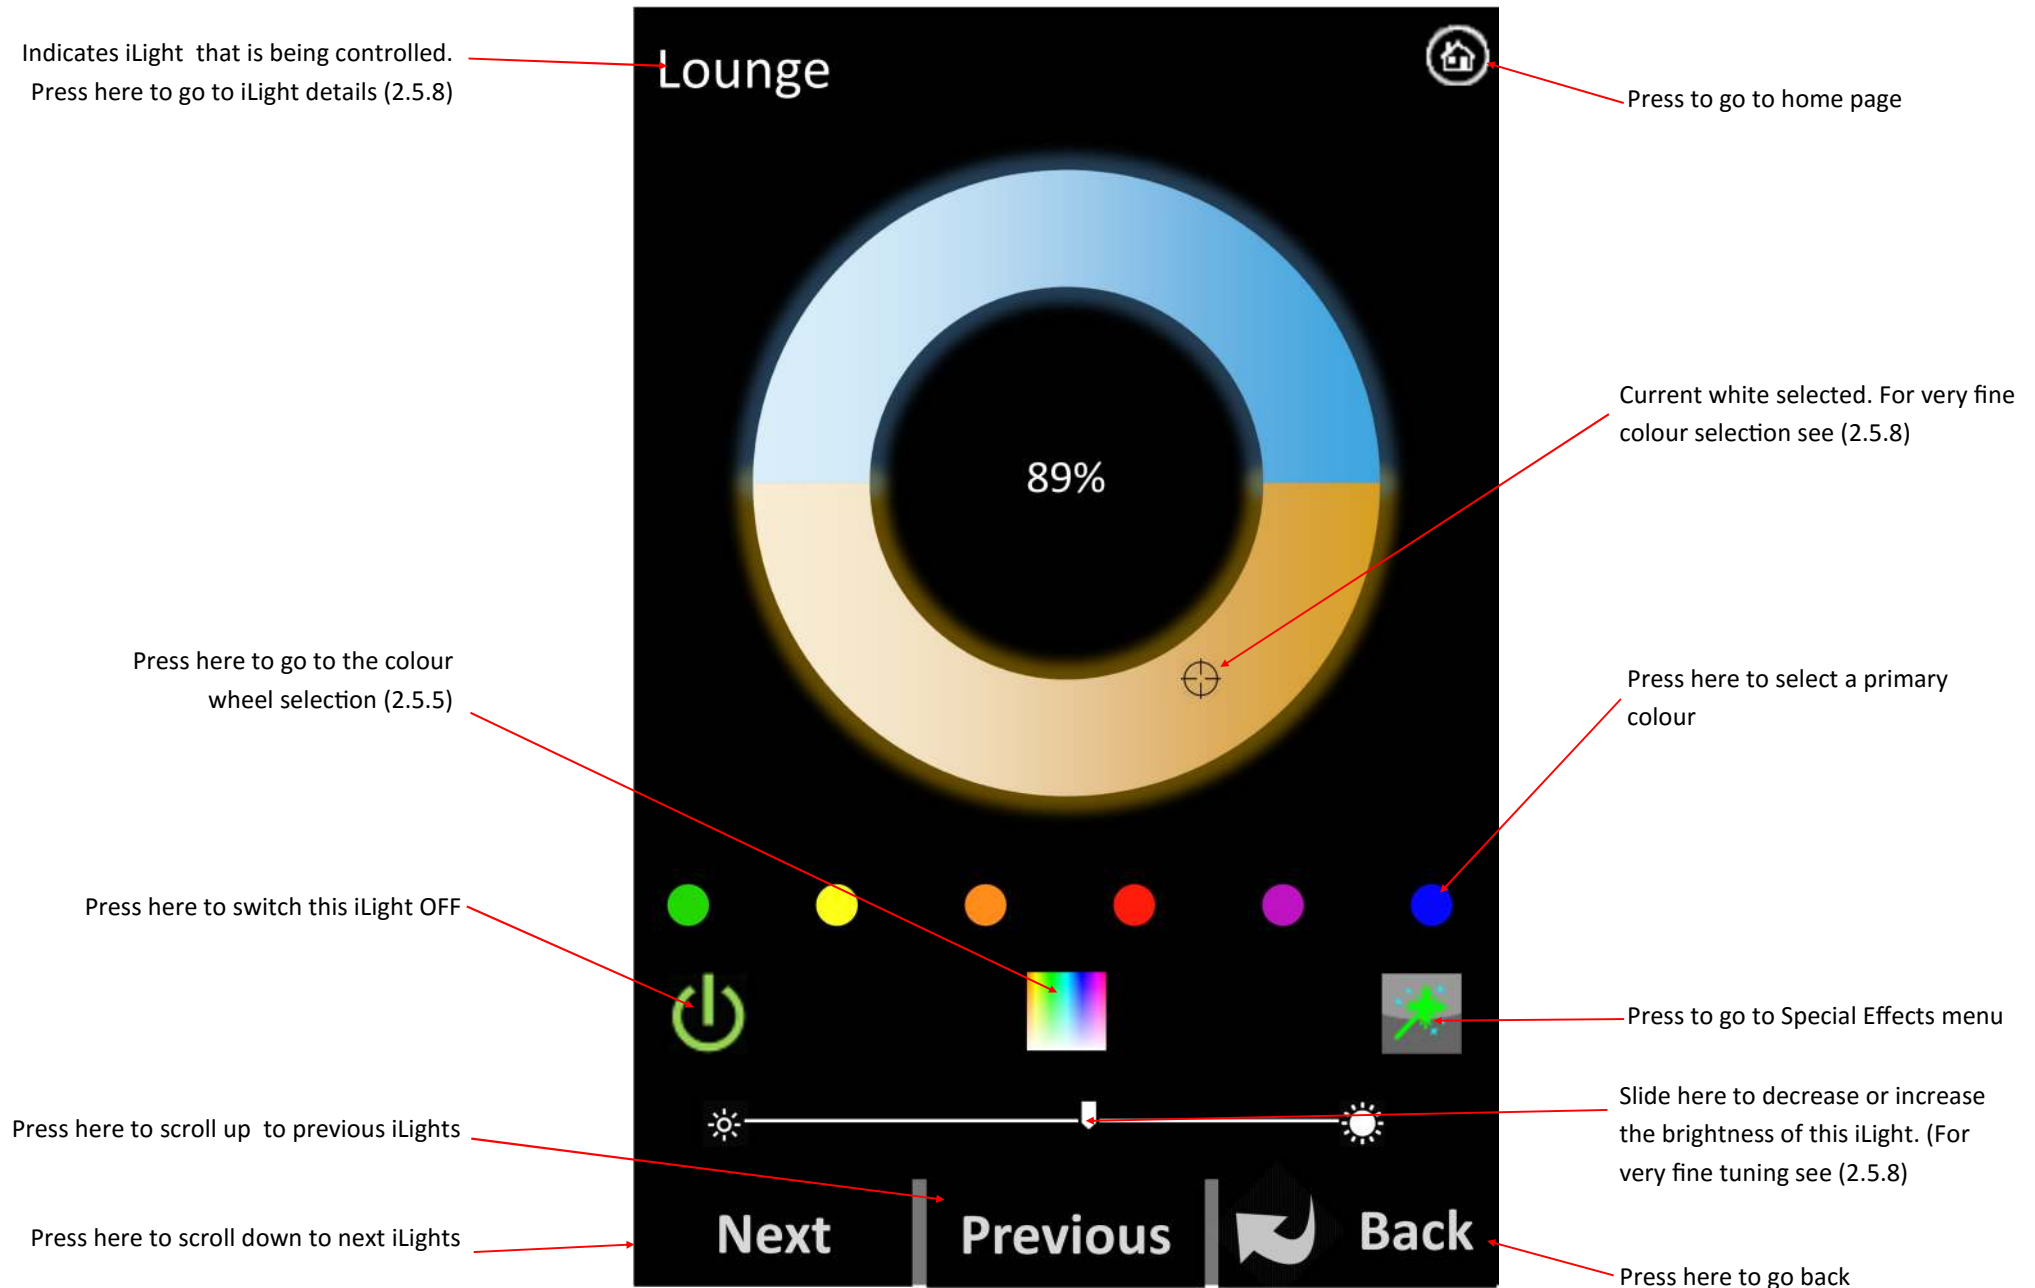 Indicates iLight  that is being controlled.
Press here to go to iLight details (2.5.8)
Lounge
Press to go to home page
Current white selected. For very fine
colour selection see (2.5.8)
89%
Press here to go to the colour
wheel selection (2.5.5)
Press here to select a primary
colour
Press here to switch this iLight OFF
Press to go to Special Effects menu
Slide here to decrease or increase
the brightness of this iLight. (For
very fine tuning see (2.5.8)
Press here to scroll up  to previous iLights
Press here to scroll down to next iLights
Next
Previous
Back
Press here to go back